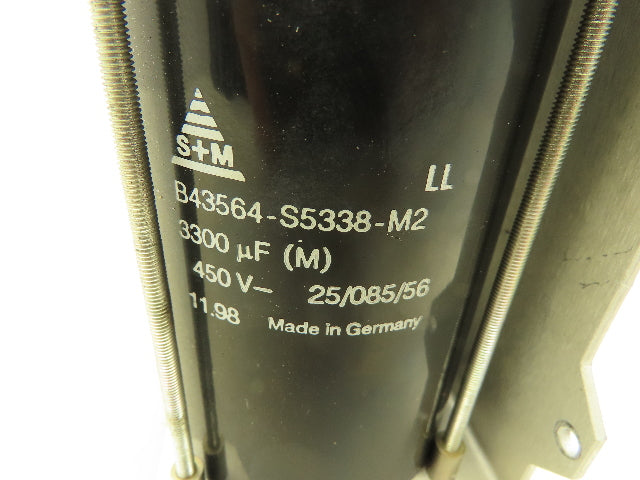 S+M
LL
B43564-S5338-M2
3300 µF (M)
450 V– 25/085/56
11.98 Made in Germany